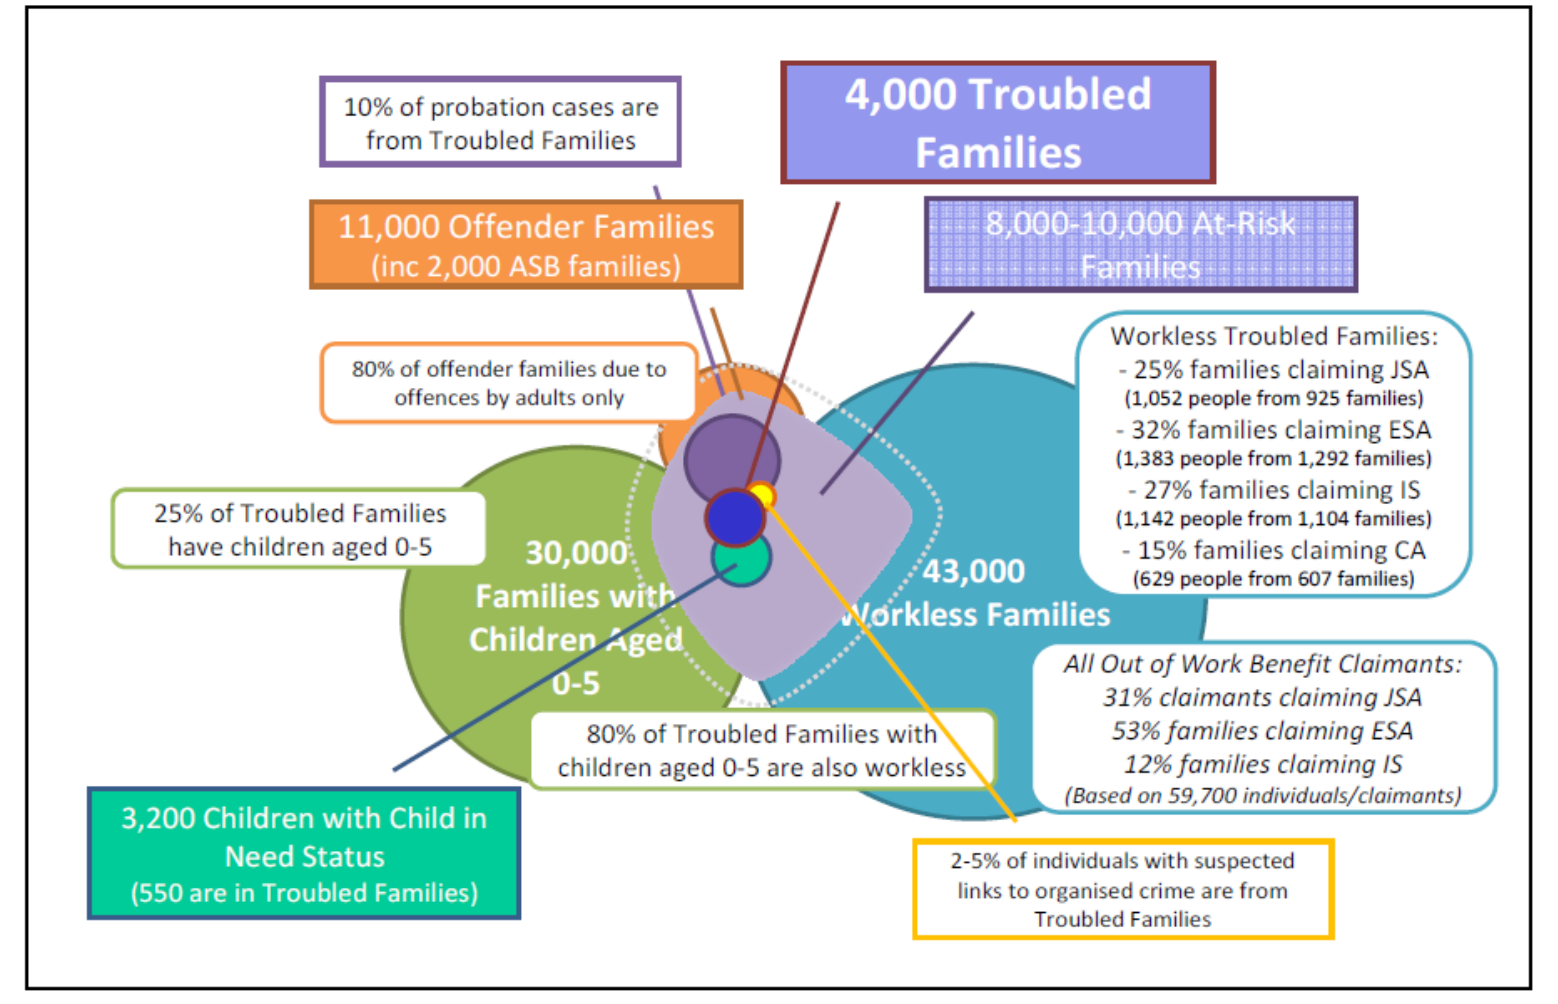 10% of probation cases are
from Troubled Families
4,000 Troubled
Families
11,000 Offender Families
(inc 2,000 ASB families)
8,000-10,000 At-Risk
Families
80% of offender families due to
offences by adults only
Workless Troubled Families:
- 25% families claiming JSA
(1,052 people from 925 families)
- 32% families claiming ESA
(1,383 people from 1,292 families)
- 27% families claiming IS
(1,142 people from 1,104 families)
- 15% families claiming CA
(629 people from 607 families)
25% of Troubled Families
have children aged 0-5
30,000
Families with
Children Aged
0-5
43,000
Workless Families
All Out of Work Benefit Claimants:
31% claimants claiming JSA
53% families claiming ESA
12% families claiming IS
(Based on 59,700 individuals/claimants)
80% of Troubled Families with
children aged 0-5 are also workless
3,200 Children with Child in
Need Status
(550 are in Troubled Families)
2-5% of individuals with suspected
links to organised crime are from
Troubled Families